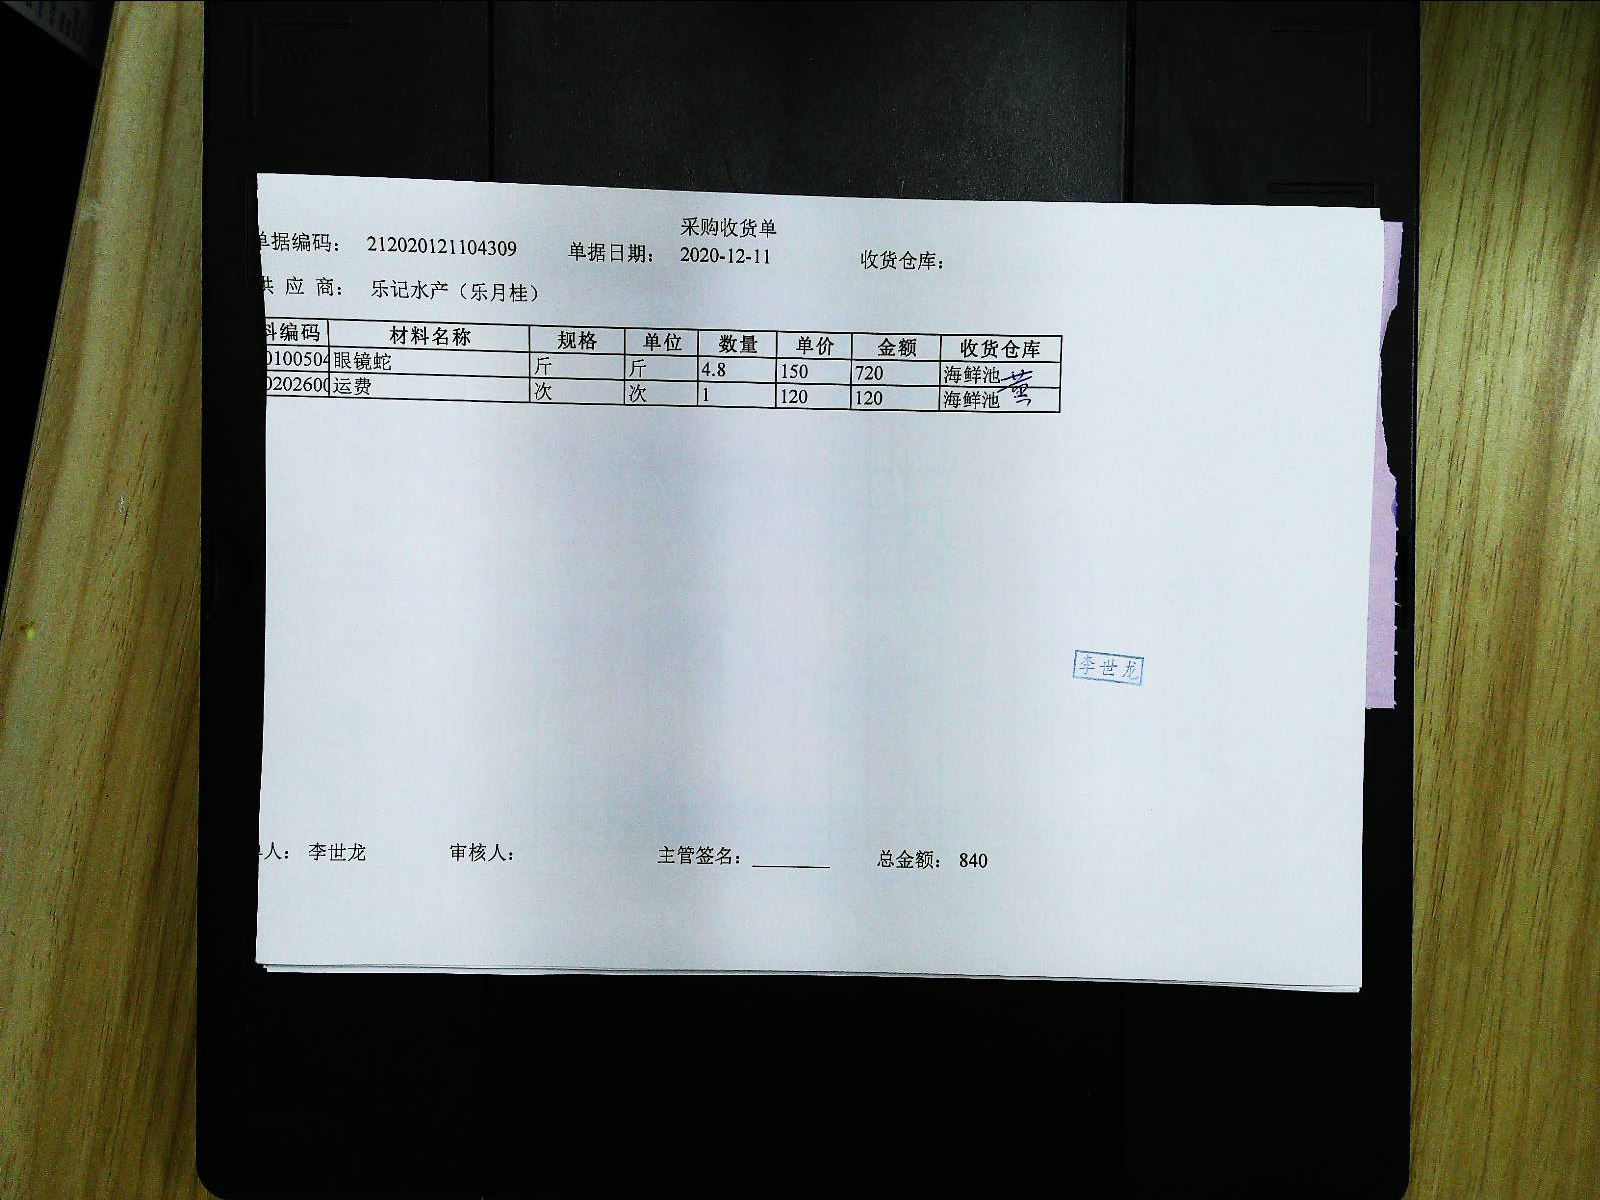 采购收货单
单据编码： 212020121104309 单据日期： 2020-12-11 收货仓库：
供 应 商： 乐记水产（乐月桂）
料编码 材料名称 规格 单位 数量 单价 金额 收货仓库
0100504 眼镜蛇 斤 斤 4.8 150 720 海鲜池
0202600 运费 次 次 1 120 120 海鲜池
李世龙
人： 李世龙 审核人： 主管签名： 总金额： 840